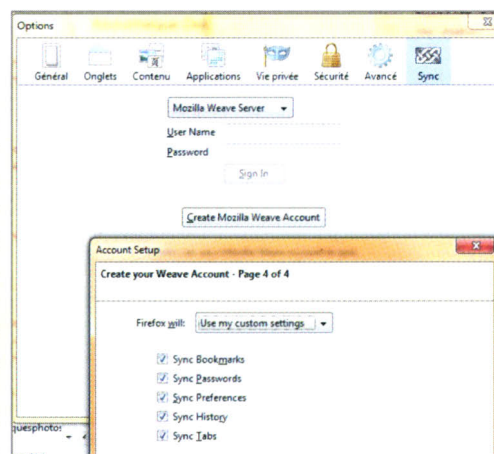 Options
Général Onglets Contenu Applications Vie privée Sécurité Avancé Sync
Mozilla Weave Server
User Name
Password
Sign In
Create Mozilla Weave Account
Account Setup
Create your Weave Account - Page 4 of 4
Firefox will: Use my custom settings
Sync Bookmarks
Sync Passwords
Sync Preferences
Sync History
Sync Tabs
quesphoto: